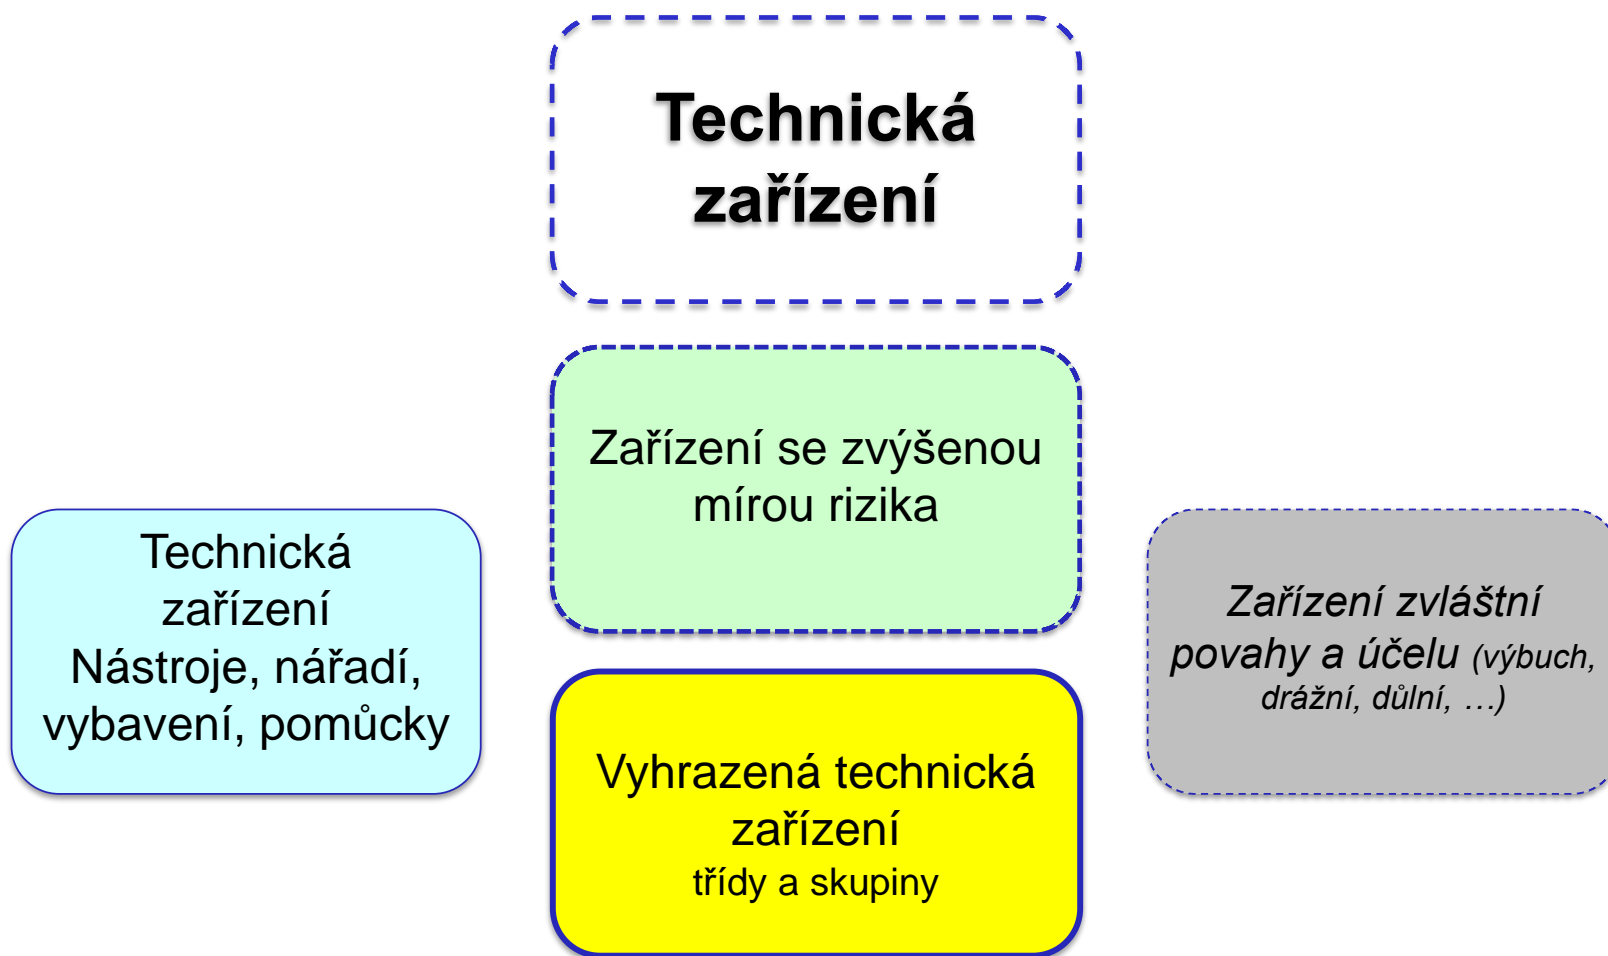 Technická
zařízení
Zařízení se zvýšenou
mírou rizika
Technická
zařízení
Nástroje, nářadí,
vybavení, pomůcky
Vyhrazená technická
zařízení
třídy a skupiny
Zařízení zvláštní
povahy a účelu (výbuch,
drážní, důlní, …)